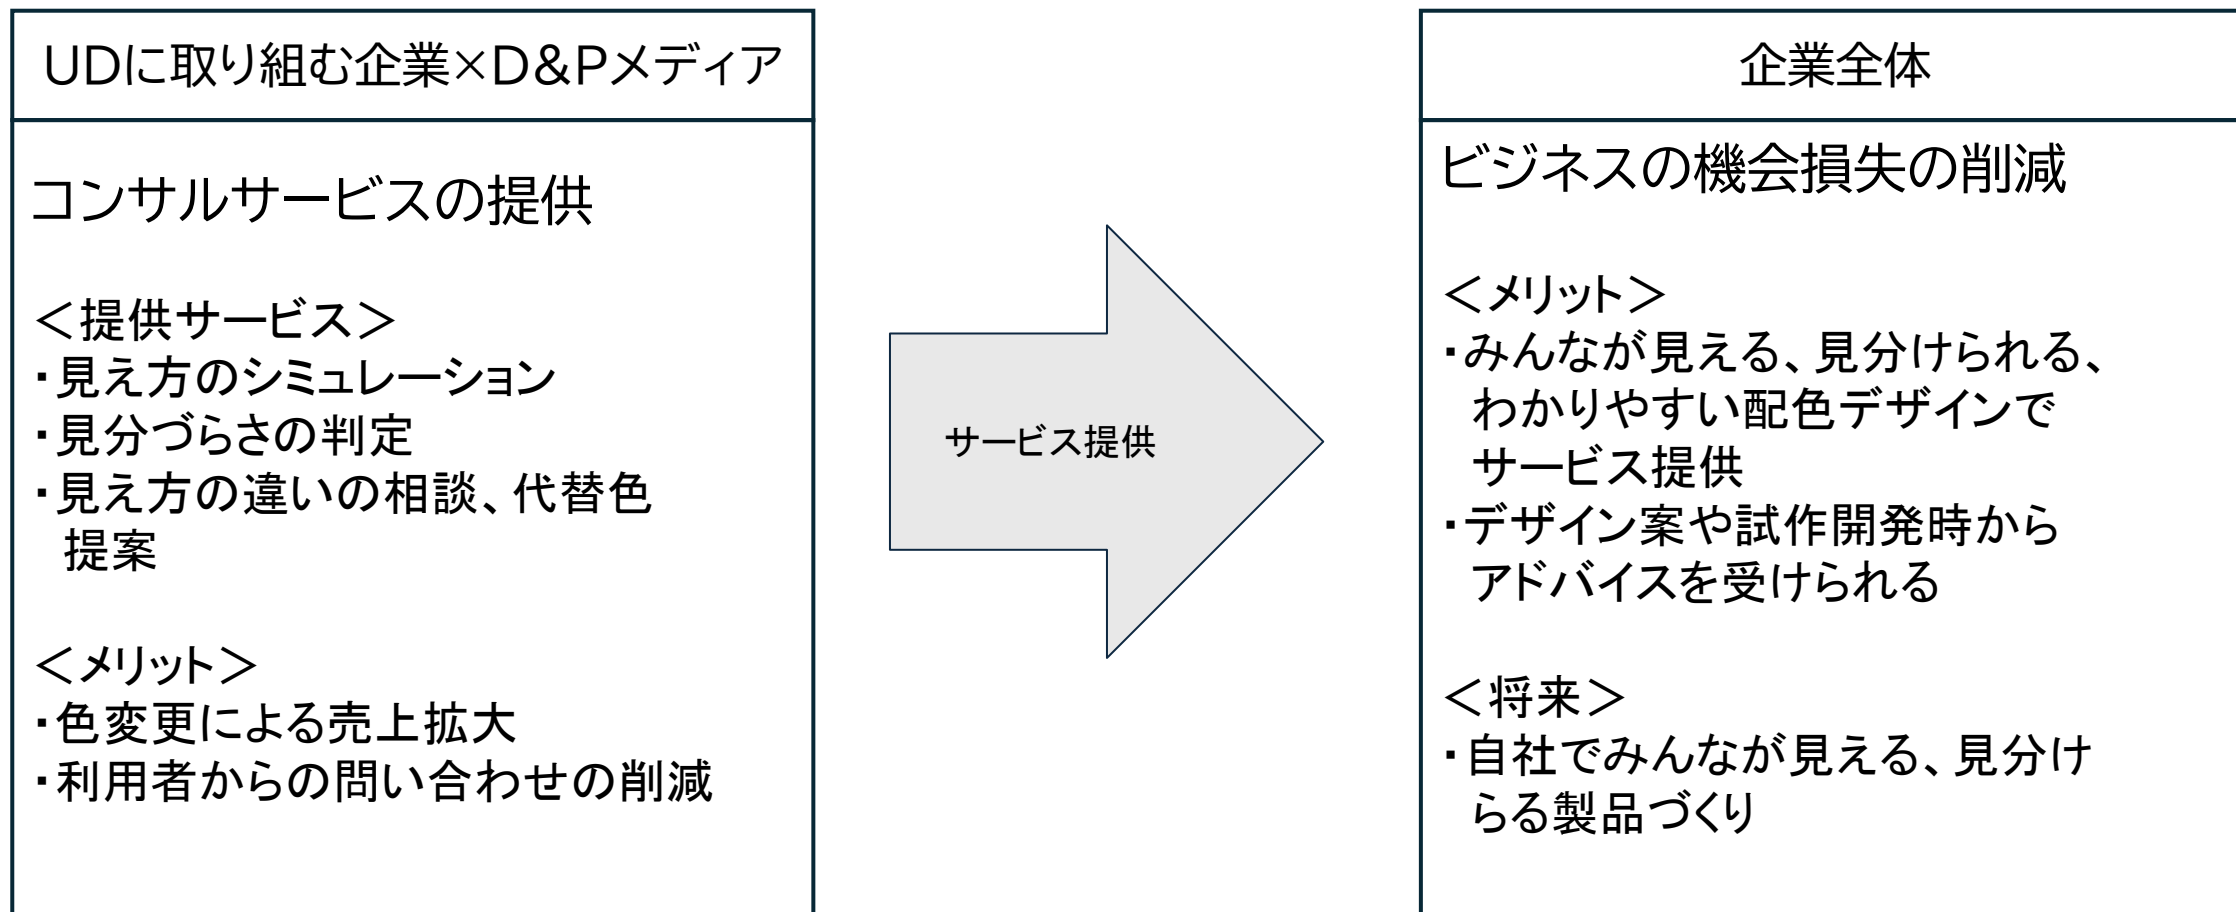 UDに取り組む企業×D&Pメディア
コンサルサービスの提供
＜提供サービス＞
・見え方のシミュレーション
・見分づらさの判定
・見え方の違いの相談、代替色
提案
＜メリット＞
・色変更による売上拡大
・利用者からの問い合わせの削減
サービス提供
企業全体
ビジネスの機会損失の削減
＜メリット＞
・みんなが見える、見分けられる、
わかりやすい配色デザインで
サービス提供
・デザイン案や試作開発時から
アドバイスを受けられる
＜将来＞
・自社でみんなが見える、見分け
らる製品づくり